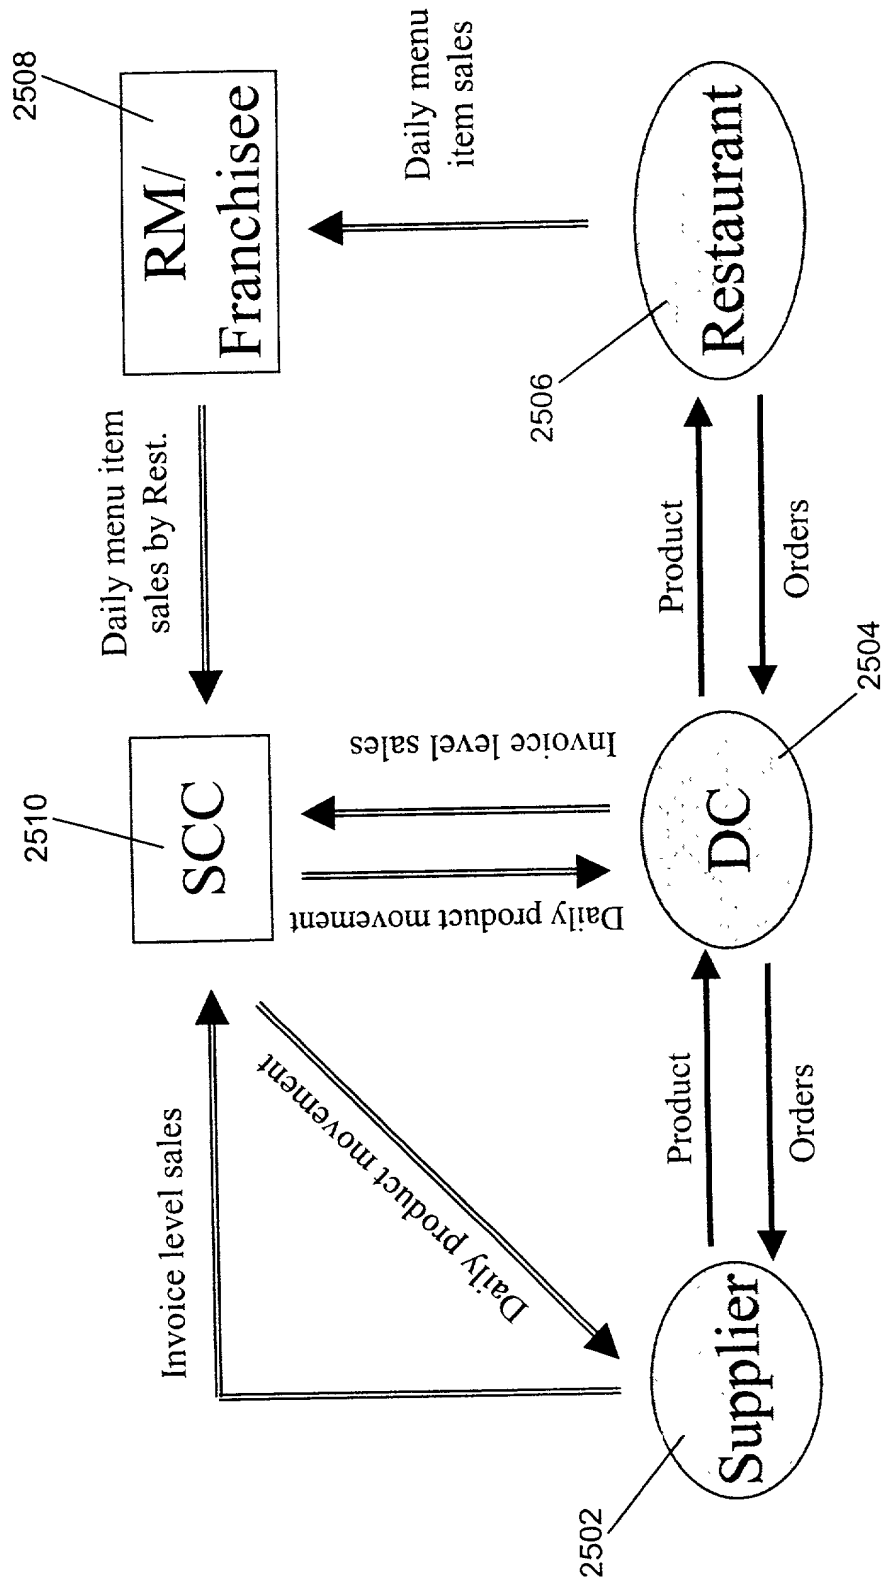 2510
2508
SCC
RM/
Franchisee
Invoice level sales
Daily menu item
sales by Rest.
Daily product movement
Daily product movement
Invoice level sales
Daily menu
item sales
2502
2506
Supplier
Product
Orders
DC
Product
Orders
Restaurant
2504